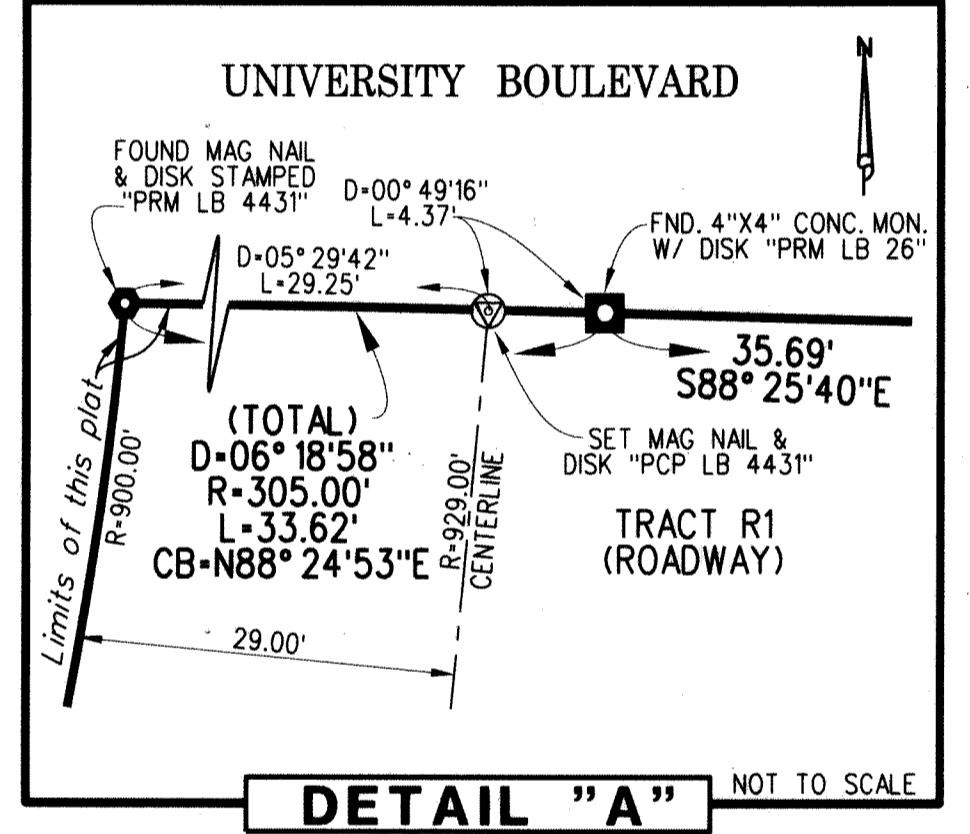 UNIVERSITY BOULEVARD
N
P
FOUND MAG NAIL
& DISK STAMPED
"PRM LB 4431"
D=00° 49'16"
L=4.37'
FND. 4"X4" CONC. MON.
W/ DISK "PRM LB 26"
D=05° 29'42"
L=29.25'
35.69'
S88° 25'40"E
(TOTAL)
D=06° 18'58"
R=305.00'
L=33.62'
CB=N88° 24'53"E
SET MAG NAIL &
DISK "PCP LB 4431"
Limits of this plat
R=900.00'
R=929.00'
CENTERLINE
TRACT R1
(ROADWAY)
29.00'
NOT TO SCALE
DETAIL "A"